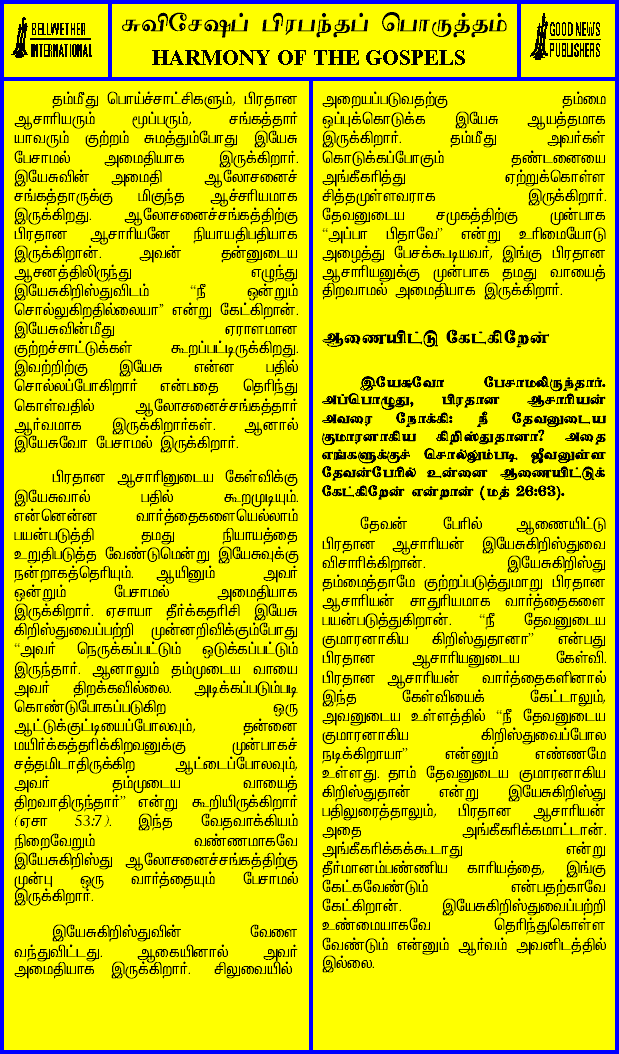 BELLWETHER
INTERNATIONAL
சுவிசேஷப் பிரபந்தப் பொருத்தம்
HARMONY OF THE GOSPELS
GOOD NEWS
PUBLISHERS
தம்மீது பொய்ச்சாட்சிகளும், பிரதான
ஆசாரியரும் மூப்பரும், சங்கத்தார்
யாவரும் குற்றம் சுமத்தும்போது இயேசு
பேசாமல் அமைதியாக இருக்கிறார்.
இயேசுவின் அமைதி ஆலோசனைச்
சங்கத்தாருக்கு மிகுந்த ஆச்சரியமாக
இருக்கிறது. ஆலோசனைச்சங்கத்திற்கு
பிரதான ஆசாரியனே நியாயதிபதியாக
இருக்கிறான். அவன் தன்னுடைய
ஆசனத்திலிருந்து எழுந்து
இயேசுகிறிஸ்துவிடம் “நீ ஒன்றும்
சொல்லுகிறதில்லையா” என்று கேட்கிறான்.
இயேசுவின்மீது ஏராளமான
குற்றச்சாட்டுக்கள் கூறப்பட்டிருக்கிறது.
இவற்றிற்கு இயேசு என்ன பதில்
சொல்லப்போகிறார் என்பதை தெரிந்து
கொள்வதில் ஆலோசனைச்சங்கத்தார்
ஆர்வமாக இருக்கிறார்கள். ஆனால்
இயேசுவோ பேசாமல் இருக்கிறார்.
பிரதான ஆசாரினுடைய கேள்விக்கு
இயேசுவால் பதில் கூறமுடியும்.
என்னென்ன வார்த்தைகளையெல்லாம்
பயன்படுத்தி தமது நியாயத்தை
உறுதிபடுத்த வேண்டுமென்று இயேசுவுக்கு
நன்றாகத்தெரியும். ஆயினும் அவர்
ஒன்றும் பேசாமல் அமைதியாக
இருக்கிறார். ஏசாயா தீர்க்கதரிசி இயேசு
கிறிஸ்துவைப்பற்றி முன்னறிவிக்கும்போது
“அவர் நெருக்கப்பட்டும் ஒடுக்கப்பட்டும்
இருந்தார். ஆனாலும் தம்முடைய வாயை
அவர் திறக்கவில்லை. அடிக்கப்படும்படி
கொண்டுபோகப்படுகிற ஒரு
ஆட்டுக்குட்டியைப்போலவும், தன்னை
மயிர்க்கத்தரிக்கிறவனுக்கு முன்பாகச்
சத்தமிடாதிருக்கிற ஆட்டைப்போலவும்,
அவர் தம்முடைய வாயைத்
திறவாதிருந்தார்” என்று கூறியிருக்கிறார்
(ஏசா 53:7). இந்த வேதவாக்கியம்
நிறைவேறும் வண்ணமாகவே
இயேசுகிறிஸ்து ஆலோசனைச்சங்கத்திற்கு
முன்பு ஒரு வார்த்தையும் பேசாமல்
இருக்கிறார்.
இயேசுகிறிஸ்துவின் வேளை
வந்துவிட்டது. ஆகையினால் அவர்
அமைதியாக இருக்கிறார். சிலுவையில்
அறையப்படுவதற்கு தம்மை
ஒப்புக்கொடுக்க இயேசு ஆயத்தமாக
இருக்கிறார். தம்மீது அவர்கள்
கொடுக்கப்போகும் தண்டனையை
அங்கீகரித்து ஏற்றுக்கொள்ள
சித்தமுள்ளவராக இருக்கிறார்.
தேவனுடைய சமுகத்திற்கு முன்பாக
“அப்பா பிதாவே” என்று உரிமையோடு
அழைத்து பேசக்கூடியவர், இங்கு பிரதான
ஆசாரியனுக்கு முன்பாக தமது வாயைத்
திறவாமல் அமைதியாக இருக்கிறார்.
ஆணையிட்டு கேட்கிறேன்
இயேசுவோ பேசாமலிருந்தார்.
அப்பொழுது, பிரதான ஆசாரியன்
அவரை நோக்கி: நீ தேவனுடைய
குமாரனாகிய கிறிஸ்துதானா? அதை
எங்களுக்குச் சொல்லும்படி ஜீவனுள்ள
தேவன்பேரில் உன்னை ஆணையிட்டுக்
கேட்கிறேன் என்றான் (மத் 26:63).
தேவன் பேரில் ஆணையிட்டு
பிரதான ஆசாரியன் இயேசுகிறிஸ்துவை
விசாரிக்கிறான். இயேசுகிறிஸ்து
தம்மைத்தாமே குற்றப்படுத்துமாறு பிரதான
ஆசாரியன் சாதுரியமாக வார்த்தைகளை
பயன்படுத்துகிறான். “நீ தேவனுடைய
குமாரனாகிய கிறிஸ்துதானா” என்பது
பிரதான ஆசாரியனுடைய கேள்வி.
பிரதான ஆசாரியன் வார்த்தைகளினால்
இந்த கேள்வியைக் கேட்டாலும்,
அவனுடைய உள்ளத்தில் “நீ தேவனுடைய
குமாரனாகிய கிறிஸ்துவைப்போல
நடிக்கிறாயா” என்னும் எண்ணமே
உள்ளது. தாம் தேவனுடைய குமாரனாகிய
கிறிஸ்துதான் என்று இயேசுகிறிஸ்து
பதிலுரைத்தாலும், பிரதான ஆசாரியன்
அதை அங்கீகரிக்கமாட்டான்.
அங்கீகரிக்கக்கூடாது என்று
தீர்மானம்பண்ணிய காரியத்தை, இங்கு
கேட்கவேண்டும் என்பதற்காவே
கேட்கிறான். இயேசுகிறிஸ்துவைப்பற்றி
உண்மையாகவே தெரிந்துகொள்ள
வேண்டும் என்னும் ஆர்வம் அவனிடத்தில்
இல்லை.